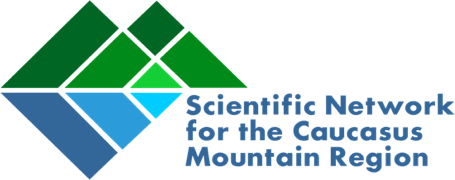 Scientific Network
for the Caucasus
Mountain Region